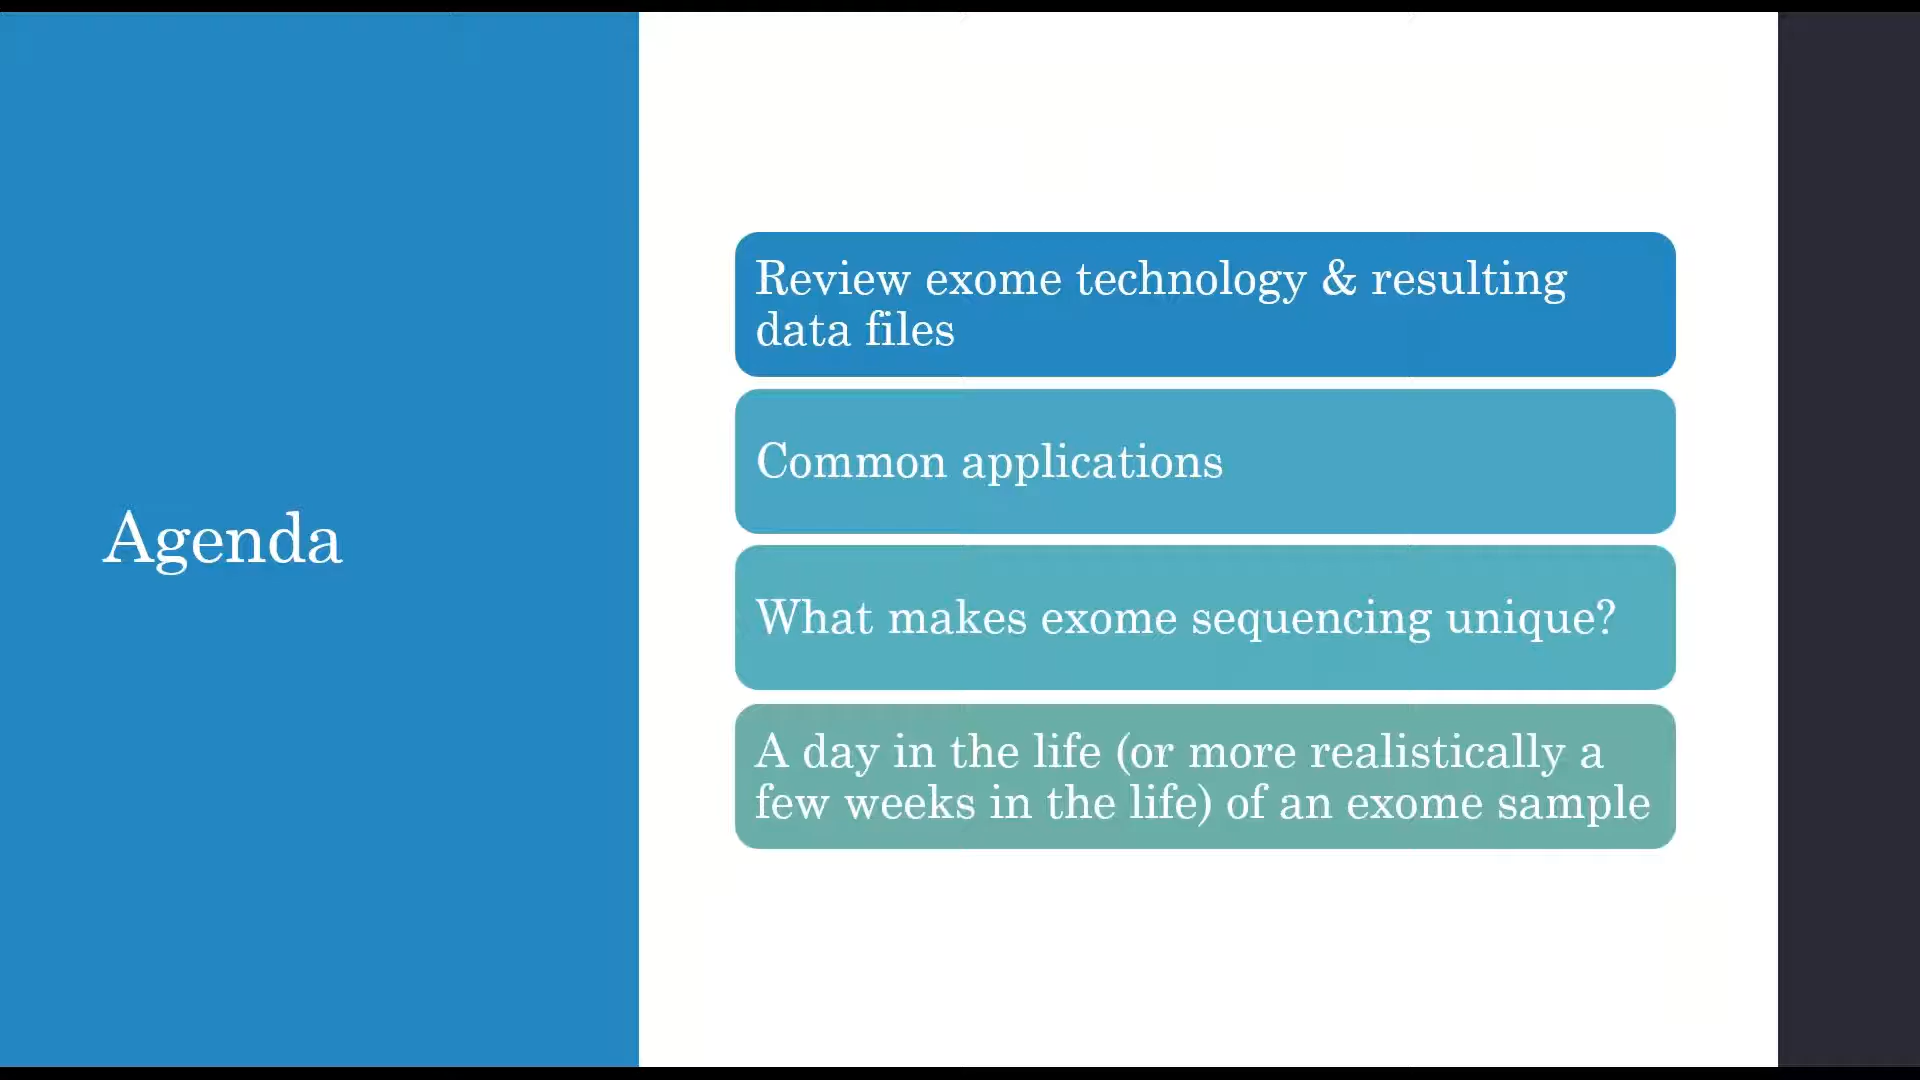 Agenda
Review exome technology & resulting
data files
Common applications
What makes exome sequencing unique?
A day in the life (or more realistically a
few weeks in the life) of an exome sample